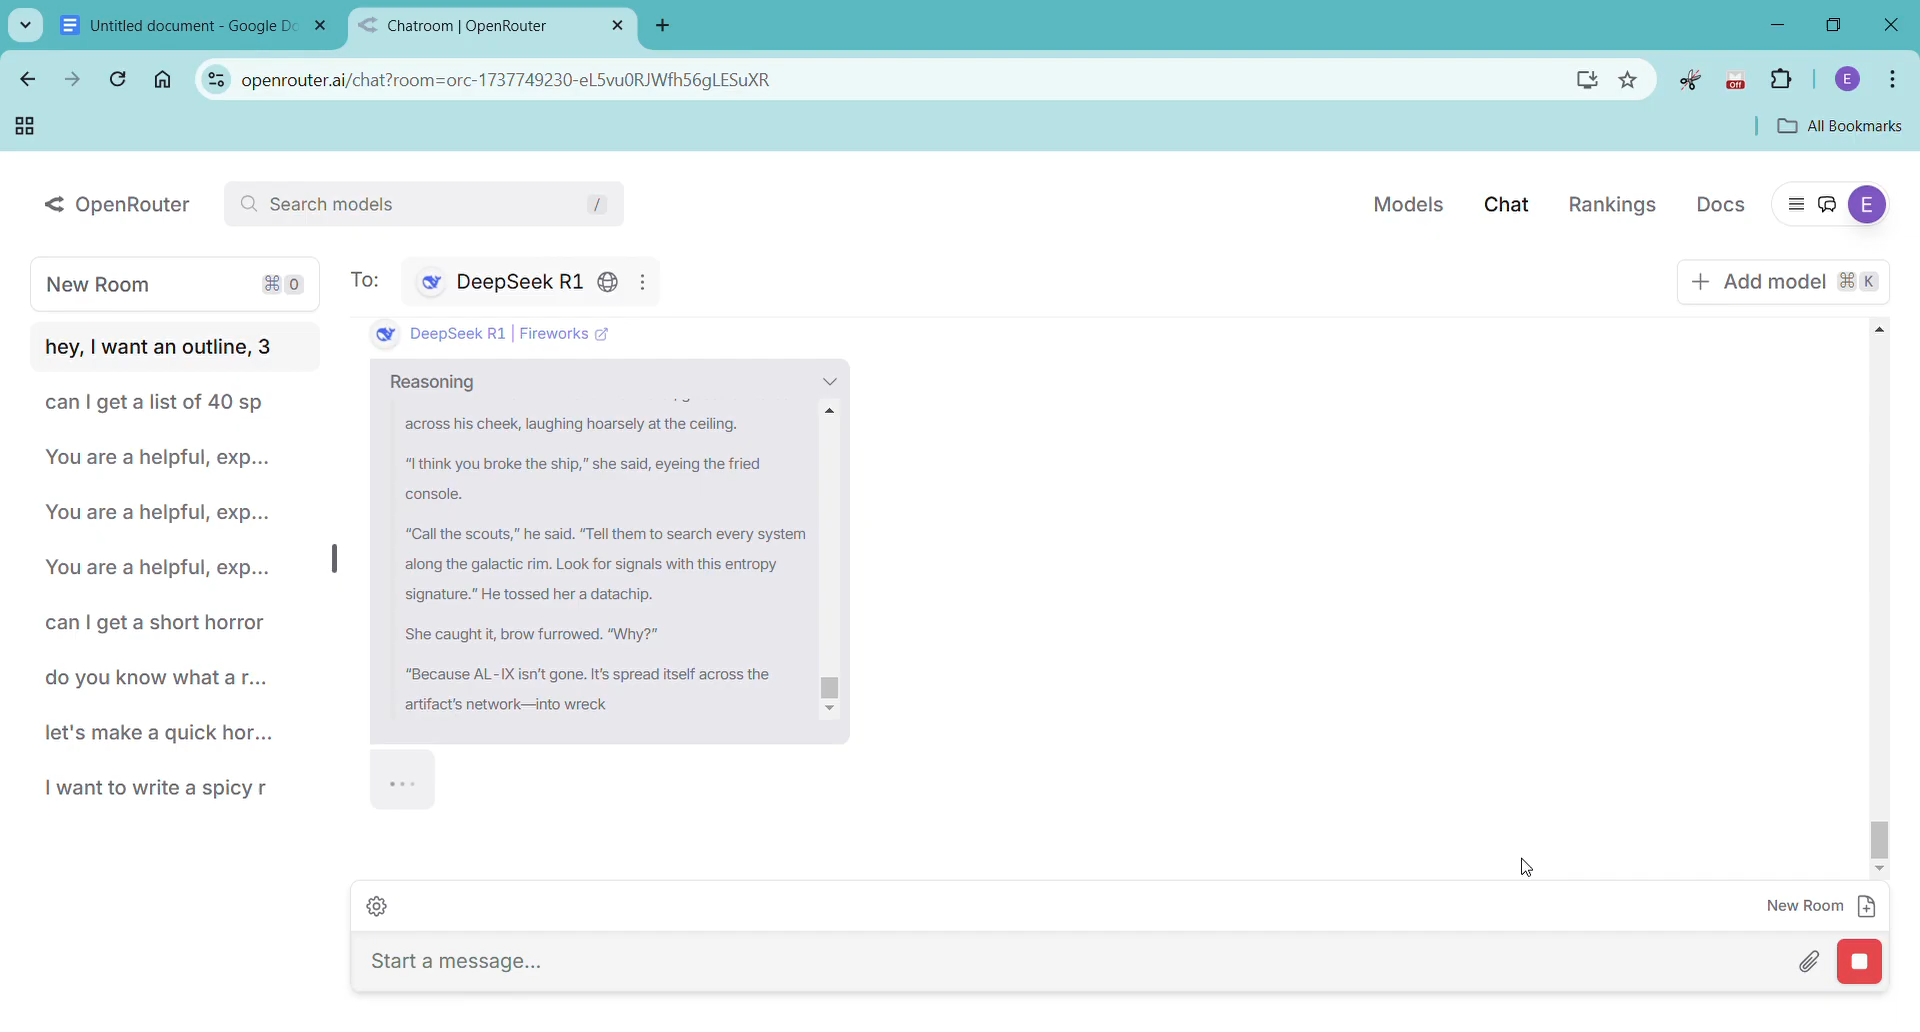 Untitled document - Google Do
Chatroom | OpenRouter
openrouter.ai/chat?room=orc-1737749230-eL5vu0RJWfh56gLESuXR
Off
E
All Bookmarks
OpenRouter
Search models
/
Models
Chat
Rankings
Docs
E
New Room
⌘ 0
To:
DeepSeek R1
Add model
⌘ K
hey, I want an outline, 3
can I get a list of 40 sp
You are a helpful, exp...
You are a helpful, exp...
You are a helpful, exp...
can I get a short horror
do you know what a r...
let's make a quick hor...
I want to write a spicy r
DeepSeek R1 | Fireworks
Reasoning
across his cheek, laughing hoarsely at the ceiling.
“I think you broke the ship,” she said, eyeing the fried
console.
“Call the scouts,” he said. “Tell them to search every system
along the galactic rim. Look for signals with this entropy
signature.” He tossed her a datachip.
She caught it, brow furrowed. “Why?”
“Because AL-IX isn’t gone. It’s spread itself across the
artifact’s network—into wreck
New Room
Start a message...